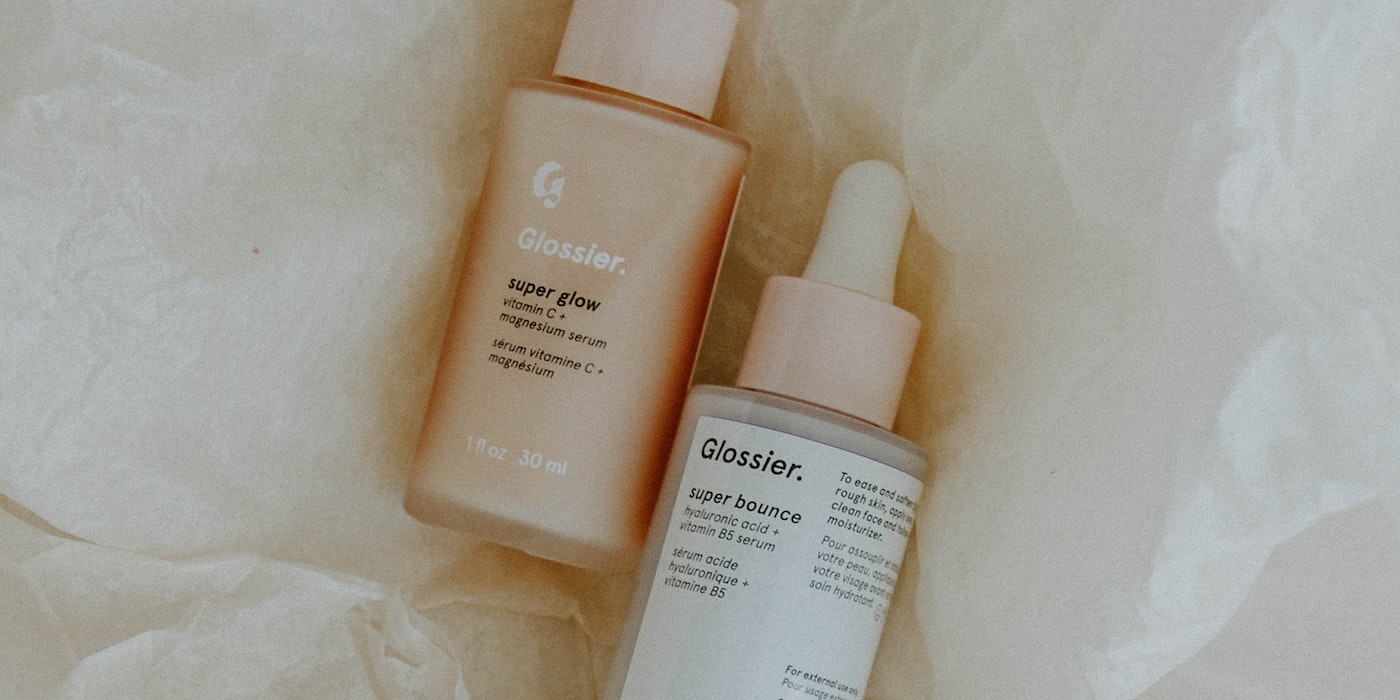 G
Glossier.
super glow
vitamin C +
magnesium serum
sérum vitamine C +
magnésium
1 fl oz 30 ml
Glossier.
super bounce
hyaluronic acid +
vitamin B5 serum
sérum acide
hyaluronique +
vitamine B5
To ease and
rough skin,
clean face and
moisturizer.
Pour assouplir et
votre peau,
votre visage avant
soin hydratant.
For external use only.
Pour usage